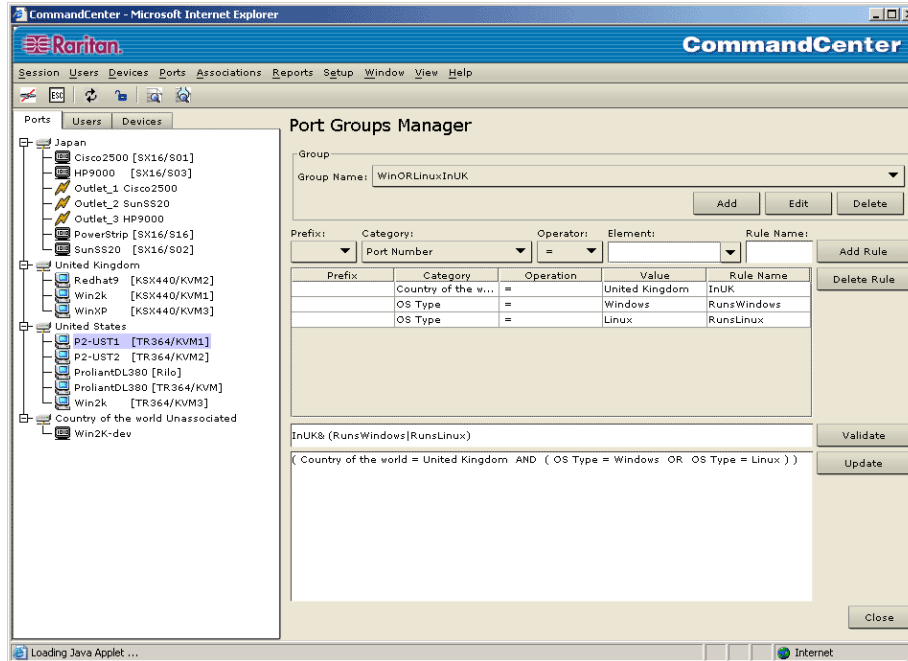 CommandCenter - Microsoft Internet Explorer
Raritan.
CommandCenter
Session Users Devices Ports Associations Reports Setup Window View Help
ESC
Ports Users Devices
Japan
Cisco2500 [SX16/S01]
HP9000 [SX16/S03]
Outlet_1 Cisco2500
Outlet_2 SunSS20
Outlet_3 HP9000
PowerStrip [SX16/S16]
SunSS20 [SX16/S02]
United Kingdom
Redhat9 [KSX440/KVM2]
Win2k [KSX440/KVM1]
WinXP [KSX440/KVM3]
United States
P2-UST1 [TR364/KVM1]
P2-UST2 [TR364/KVM2]
ProliantDL380 [Rilo]
ProliantDL380 [TR364/KVM]
Win2k [TR364/KVM3]
Country of the world Unassociated
Win2K-dev
Port Groups Manager
Group
Group Name: WinORLinuxInUK
Add Edit Delete
Prefix: Category: Operator: Element: Rule Name:
Port Number = Add Rule
Prefix Category Operation Value Rule Name
Delete Rule
Country of the w... = United Kingdom InUK
OS Type = Windows RunsWindows
OS Type = Linux RunsLinux
InUK& (RunsWindows|RunsLinux)
Validate
( Country of the world = United Kingdom AND ( OS Type = Windows OR OS Type = Linux ) )
Update
Close
Loading Java Applet ...
Internet